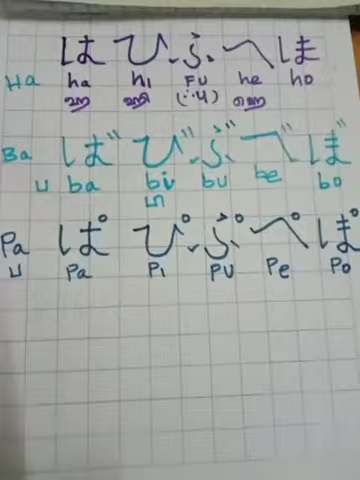 はひふへほ
Ha ha hi Fu he ho
ஹ ஹி ஹெ
Ba ばびぶべぼ
ப ba bi bu be bo
Pa ぱぴぷぺぽ
ப Pa Pi PU Pe Po